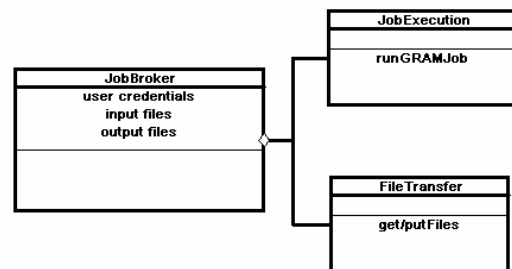 JobExecution
runGRAMJob
JobBroker
user credentials
input files
output files
FileTransfer
get/putFiles